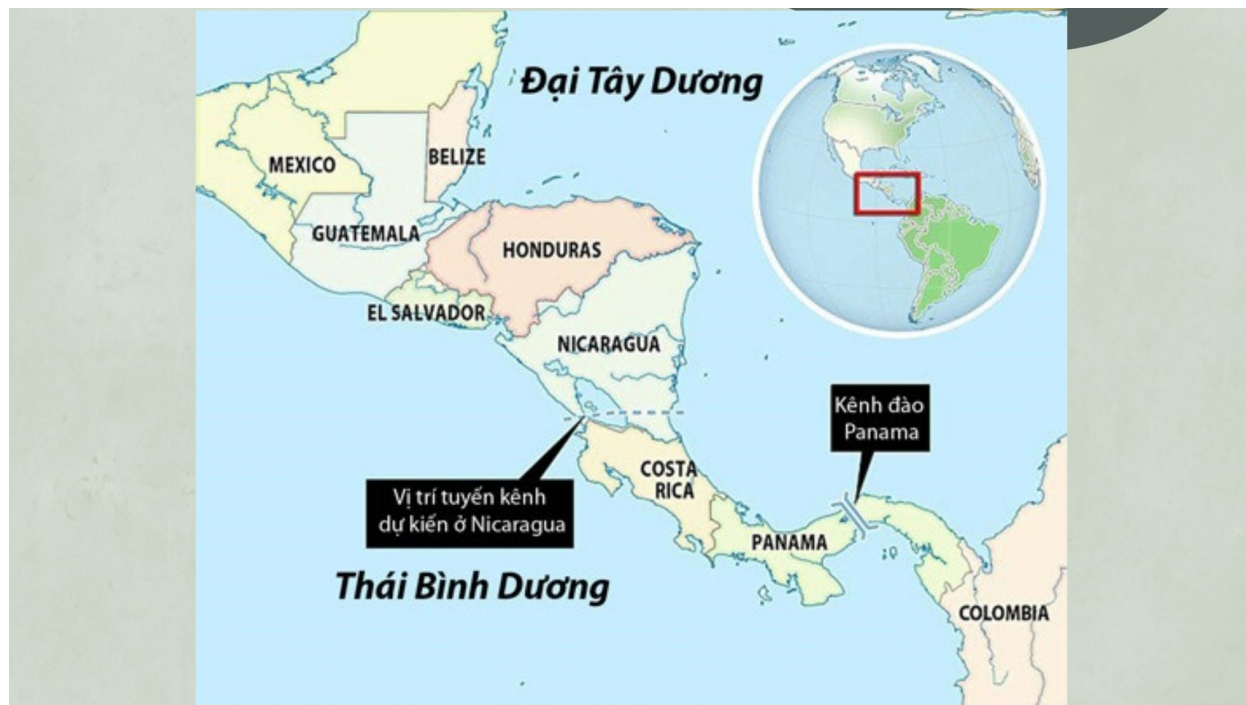 Đại Tây Dương
MEXICO
BELIZE
GUATEMALA
HONDURAS
EL SALVADOR
NICARAGUA
Kênh đào
Panama
COSTA
RICA
Vị trí tuyến kênh
dự kiến ở Nicaragua
PANAMA
Thái Bình Dương
COLOMBIA